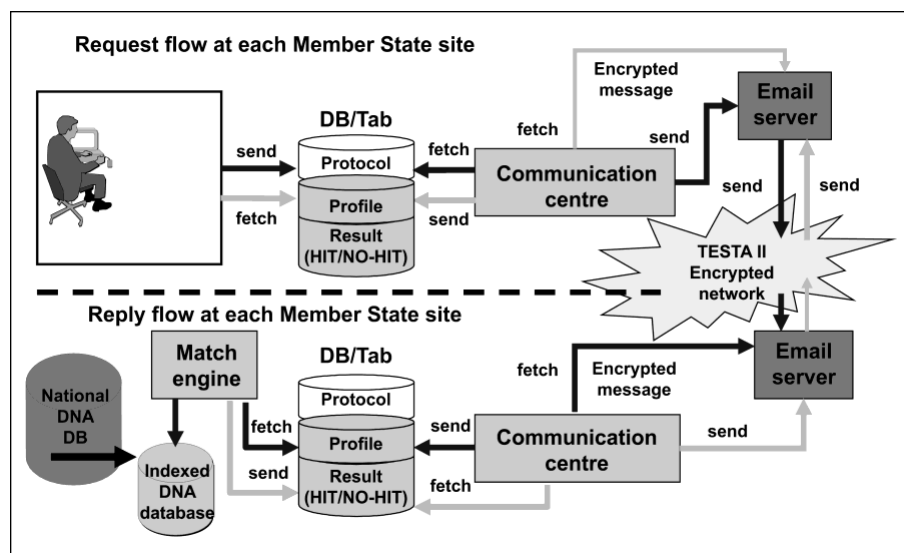 Request flow at each Member State site
Encrypted
message
Email
server
DB/Tab
fetch
send
Protocol
fetch
send
Communication
centre
Profile
fetch
send
Result
(HIT/NO-HIT)
send
send
TESTA II
Encrypted
network
Reply flow at each Member State site
Match
engine
DB/Tab
fetch
Encrypted
message
Email
server
National
DNA
DB
Protocol
fetch
send
Profile
Communication
centre
send
Indexed
DNA
database
send
Result
(HIT/NO-HIT)
fetch